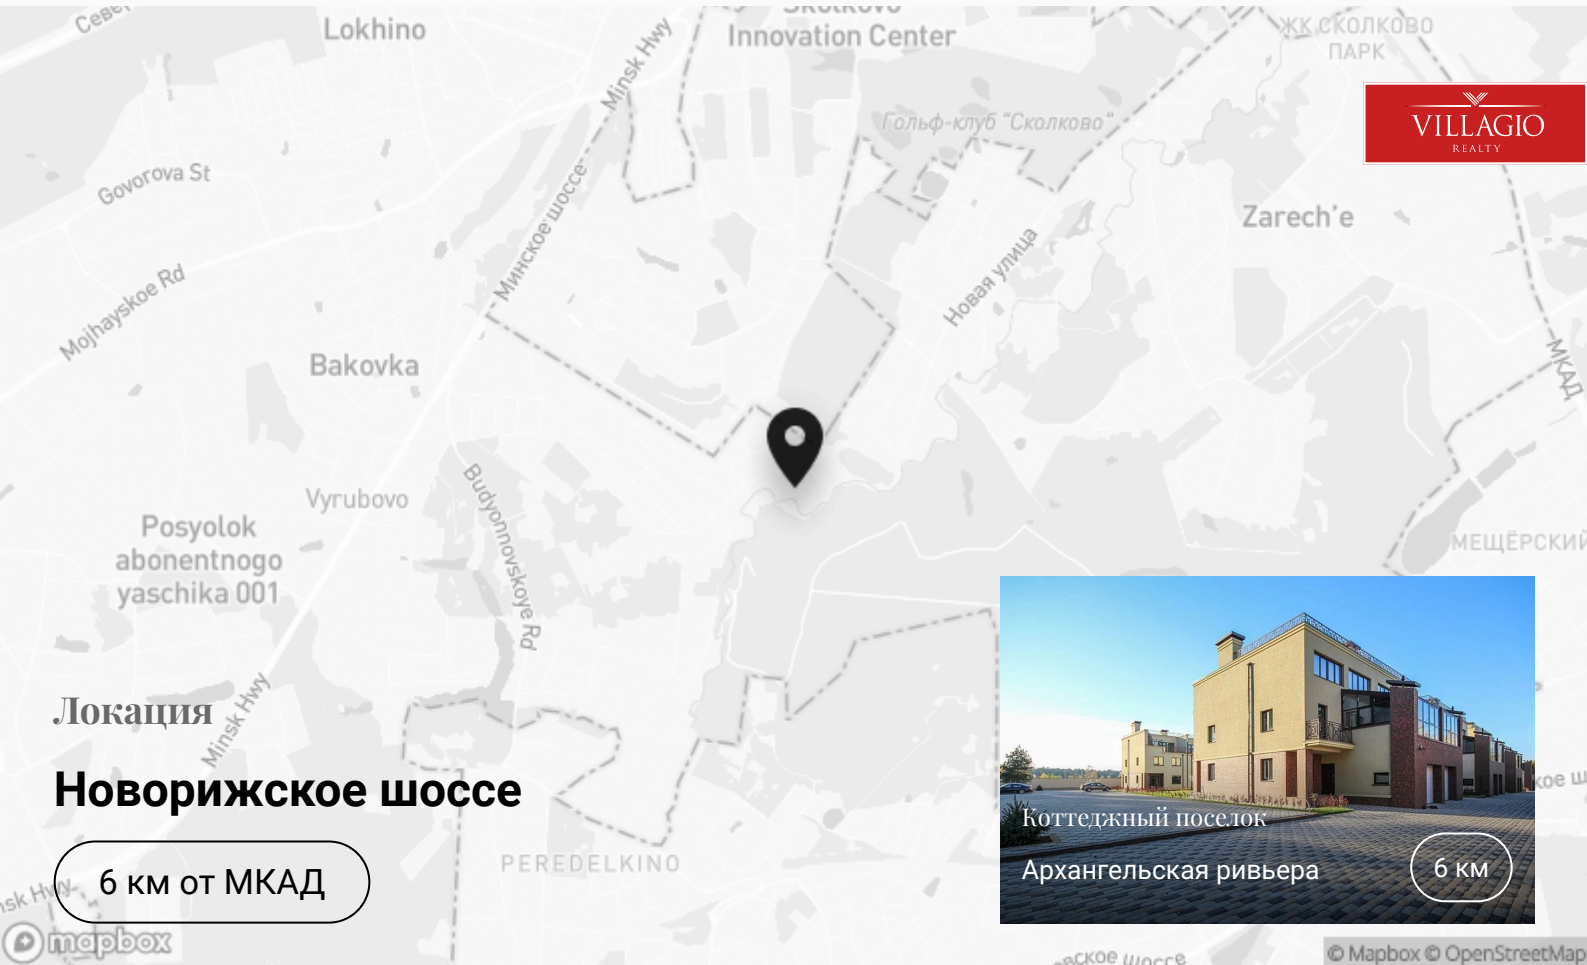 Lokhino
Innovation Center
Minsk Hwy
ЖК СКОЛКОВО
ПАРК
Гольф-клуб "Сколково"
VILLAGIO
REALTY
Govorova St
Минское шоссе
Zarech'e
Новая улица
Mojhayskoe Rd
Bakovka
МКАД
Vyrubovo
Budyonnovskoye Rd
Posyolok
abonentnogo
yaschika 001
МЕЩЁРСКИЙ
Minsk Hwy
Локация
Новорижское шоссе
6 км от МКАД
PEREDELKINO
Коттеджный поселок
Архангельская ривьера
6 км
mapbox
© Mapbox © OpenStreetMap